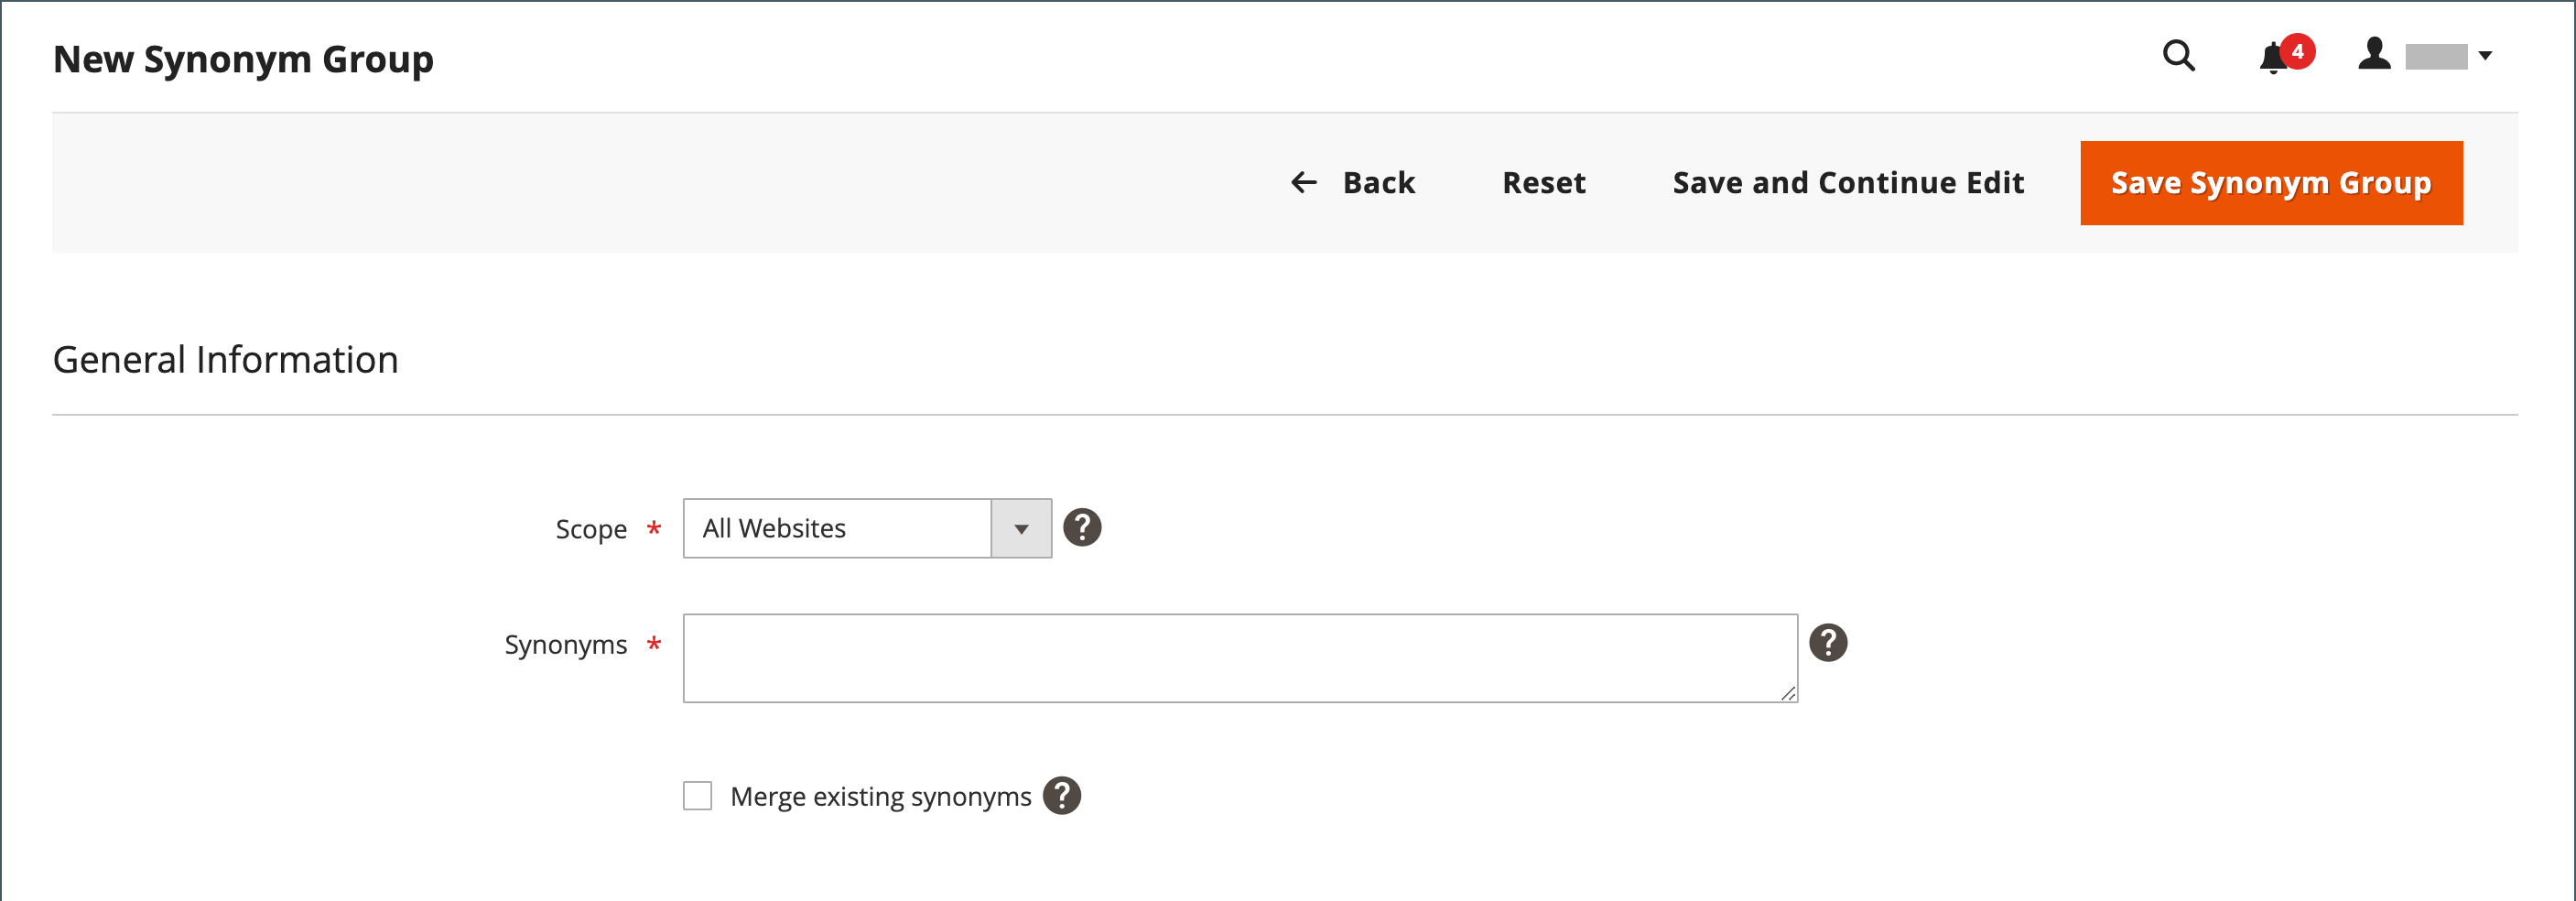 New Synonym Group
4
Back Reset Save and Continue Edit Save Synonym Group
General Information
Scope * All Websites ?
Synonyms * ?
Merge existing synonyms ?